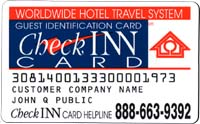 WORLDWIDE HOTEL TRAVEL SYSTEM
GUEST IDENTIFICATION CARD
Check INN
CARD
3081400133300001973
CUSTOMER COMPANY NAME
JOHN Q PUBLIC
Check INN CARD HELPLINE 888-663-9392